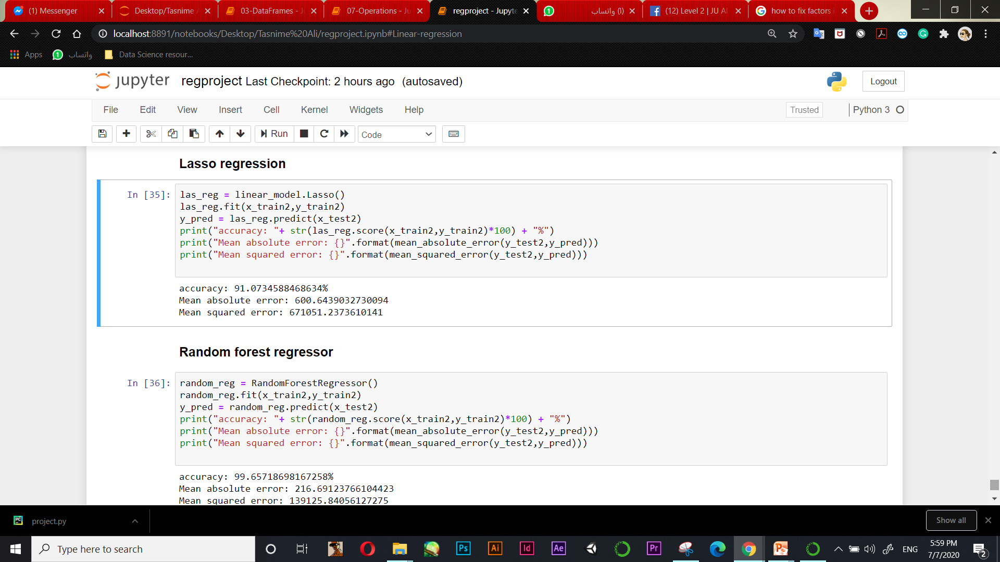 (1) Messenger
Desktop/Tasnime A
03-DataFrames - Ju
07-Operations - Ju
regproject - Jupyte
(1) واتساب
(12) Level 2 | JU AI
how to fix factors i
localhost:8891/notebooks/Desktop/Tasnime%20Ali/regproject.ipynb#Linear-regression
Apps
1
واتساب
Data Science resour...
jupyter
regproject Last Checkpoint: 2 hours ago (autosaved)
Logout
File Edit View Insert Cell Kernel Widgets Help
Trusted
Python 3
Run
Code
Lasso regression
In [35]:
las_reg = linear_model.Lasso()
las_reg.fit(x_train2,y_train2)
y_pred = las_reg.predict(x_test2)
print("accuracy: "+ str(las_reg.score(x_train2,y_train2)*100) + "%")
print("Mean absolute error: {}".format(mean_absolute_error(y_test2,y_pred)))
print("Mean squared error: {}".format(mean_squared_error(y_test2,y_pred)))
accuracy: 91.0734588468634%
Mean absolute error: 600.6439032730094
Mean squared error: 671051.2373610141
Random forest regressor
In [36]:
random_reg = RandomForestRegressor()
random_reg.fit(x_train2,y_train2)
y_pred = random_reg.predict(x_test2)
print("accuracy: "+ str(random_reg.score(x_train2,y_train2)*100) + "%")
print("Mean absolute error: {}".format(mean_absolute_error(y_test2,y_pred)))
print("Mean squared error: {}".format(mean_squared_error(y_test2,y_pred)))
accuracy: 99.65718698167258%
Mean absolute error: 216.69123766104423
Mean squared error: 139125.84056127275
PC
project.py
Show all
Type here to search
Ps
Ai
Id
Ae
Pr
ENG
5:59 PM
7/7/2020
2